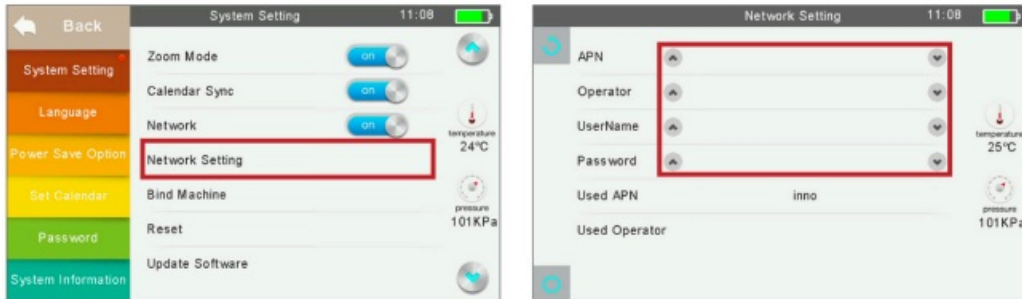 System Setting 11:08
Back
System Setting
Language
Power Save Option
Set Calendar
Password
System Information
Zoom Mode on
Calendar Sync on
Network on
Network Setting
Bind Machine
Reset
Update Software
temperature
24°C
pressure
101KPa
Network Setting 11:08
APN
Operator
UserName
Password
Used APN inno
Used Operator
temperature
25°C
pressure
101KPa